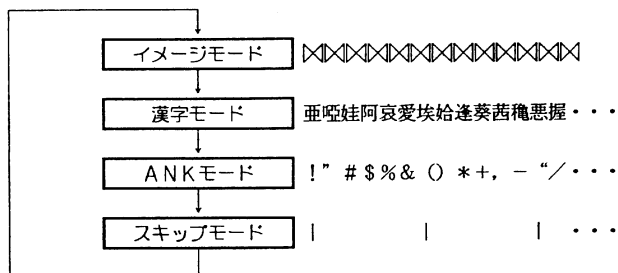 イメージモード
漢字モード 亜唖娃阿哀愛埃姶逢葵茜穐悪握・・・
ANKモード !”#$%&()*+,−“/・・・
スキップモード | | | ・・・